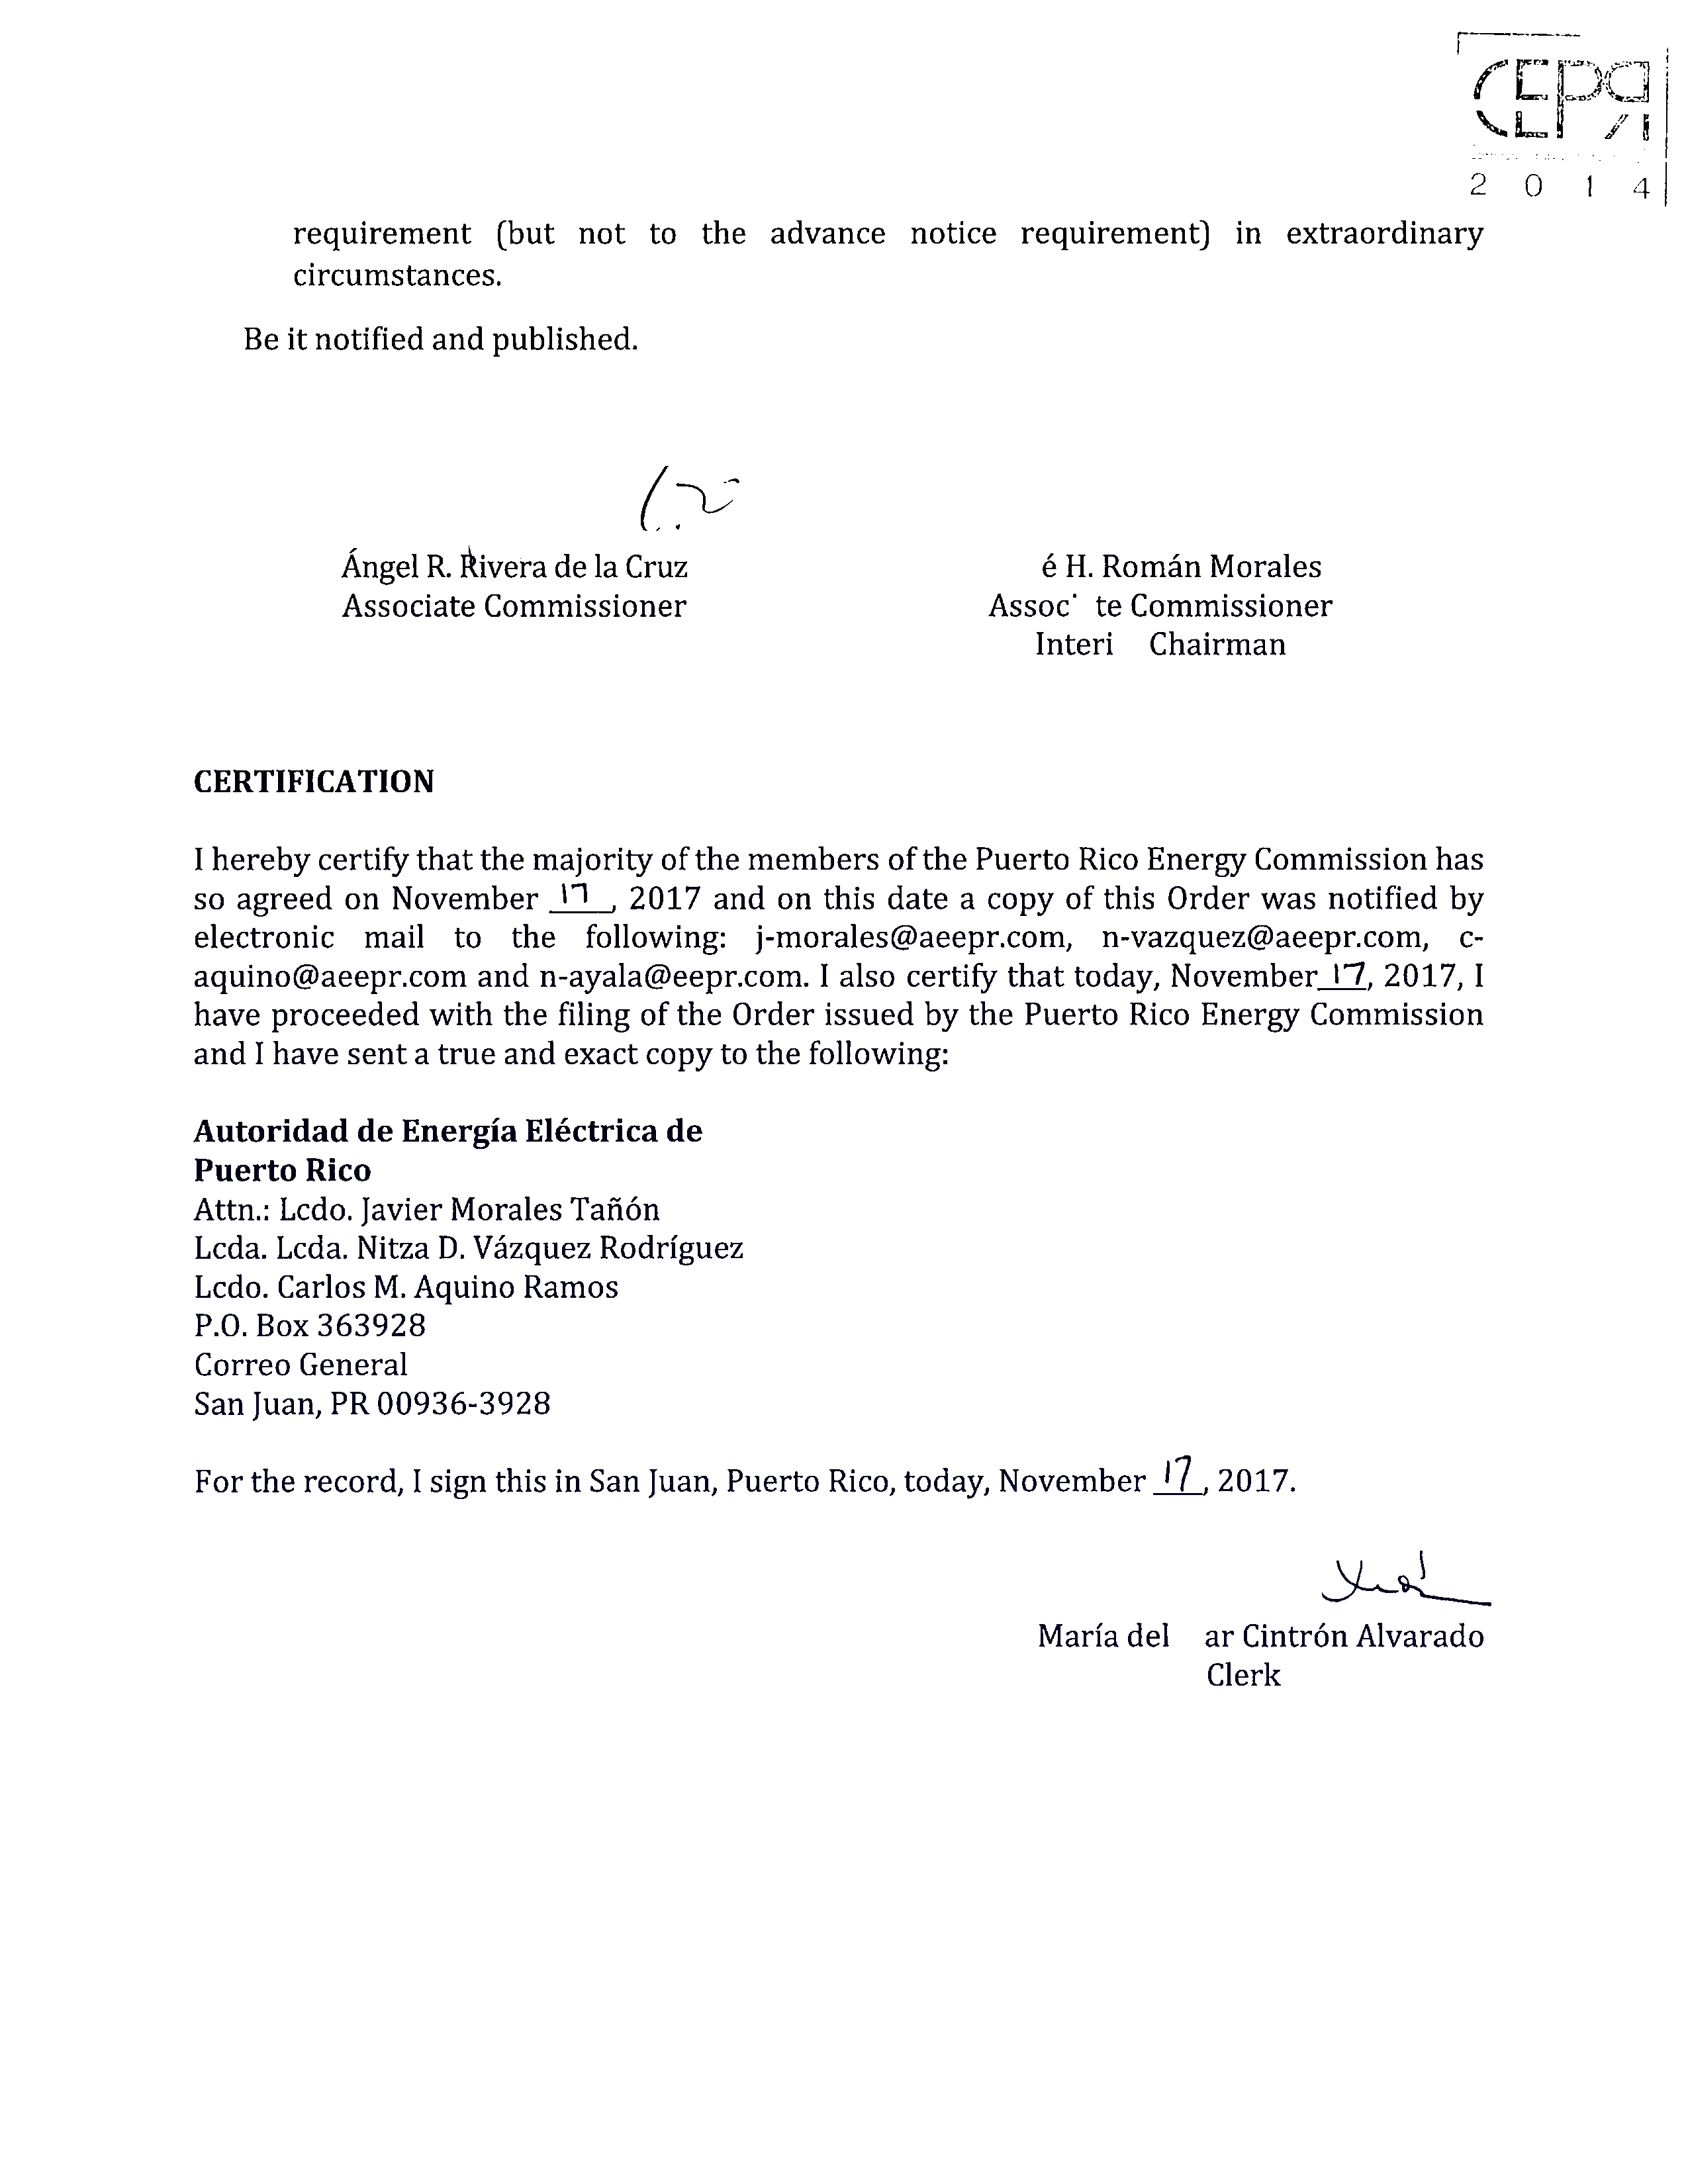 CEPR
2 0 1 4
requirement (but not to the advance notice requirement) in extraordinary
circumstances.
Be it notified and published.
Ángel R. Rivera de la Cruz
Associate Commissioner
é H. Román Morales
Assoc te Commissioner
Interi Chairman
CERTIFICATION
I hereby certify that the majority of the members of the Puerto Rico Energy Commission has
so agreed on November 17, 2017 and on this date a copy of this Order was notified by
electronic mail to the following: j-morales@aeepr.com, n-vazquez@aeepr.com, c-
aquino@aeepr.com and n-ayala@eepr.com. I also certify that today, November 17, 2017, I
have proceeded with the filing of the Order issued by the Puerto Rico Energy Commission
and I have sent a true and exact copy to the following:
Autoridad de Energía Eléctrica de
Puerto Rico
Attn.: Lcdo. Javier Morales Tañón
Lcda. Lcda. Nitza D. Vázquez Rodríguez
Lcdo. Carlos M. Aquino Ramos
P.O. Box 363928
Correo General
San Juan, PR 00936-3928
For the record, I sign this in San Juan, Puerto Rico, today, November 17, 2017.
María del ar Cintrón Alvarado
Clerk